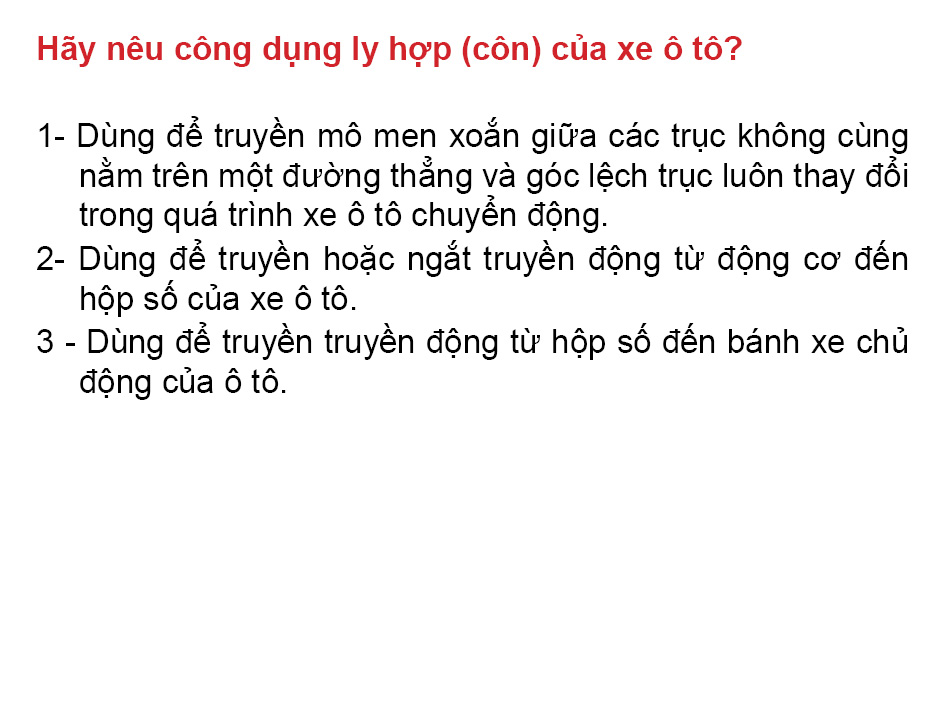 Hãy nêu công dụng ly hợp (côn) của xe ô tô?
1- Dùng để truyền mô men xoắn giữa các trục không cùng
nằm trên một đường thẳng và góc lệch trục luôn thay đổi
trong quá trình xe ô tô chuyển động.
2- Dùng để truyền hoặc ngắt truyền động từ động cơ đến
hộp số của xe ô tô.
3 - Dùng để truyền truyền động từ hộp số đến bánh xe chủ
động của ô tô.